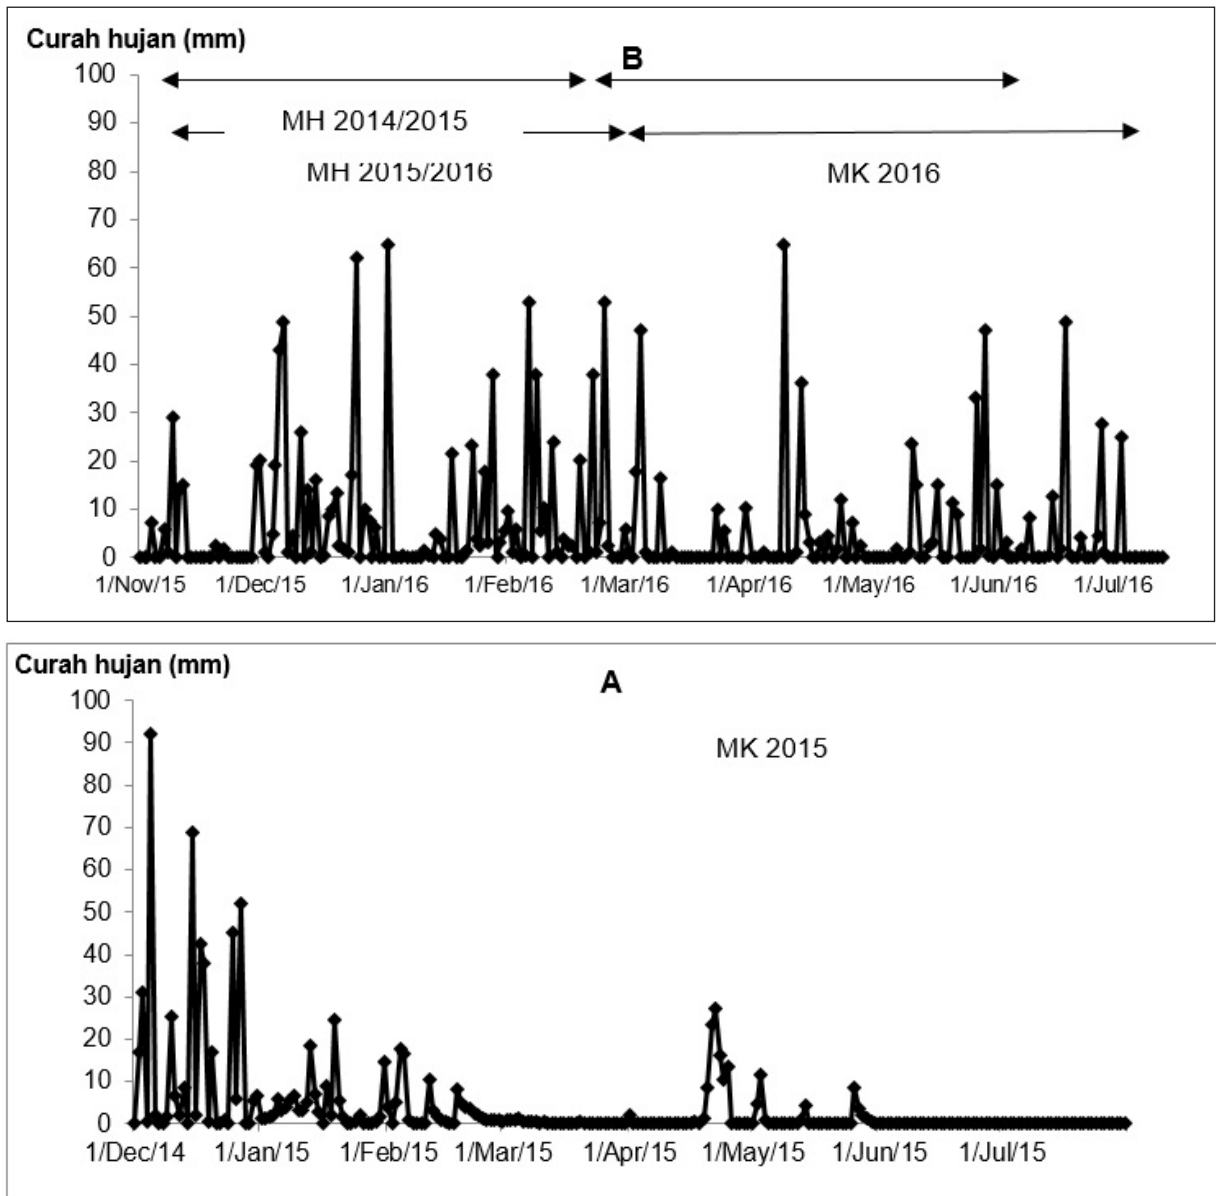 Curah hujan (mm)
B
100
90
80
70
60
50
40
30
20
10
0
MH 2014/2015
MH 2015/2016
MK 2016
1/Nov/15 1/Dec/15 1/Jan/16 1/Feb/16 1/Mar/16 1/Apr/16 1/May/16 1/Jun/16 1/Jul/16
Curah hujan (mm)
A
100
90
80
70
60
50
40
30
20
10
0
MK 2015
1/Dec/14 1/Jan/15 1/Feb/15 1/Mar/15 1/Apr/15 1/May/15 1/Jun/15 1/Jul/15